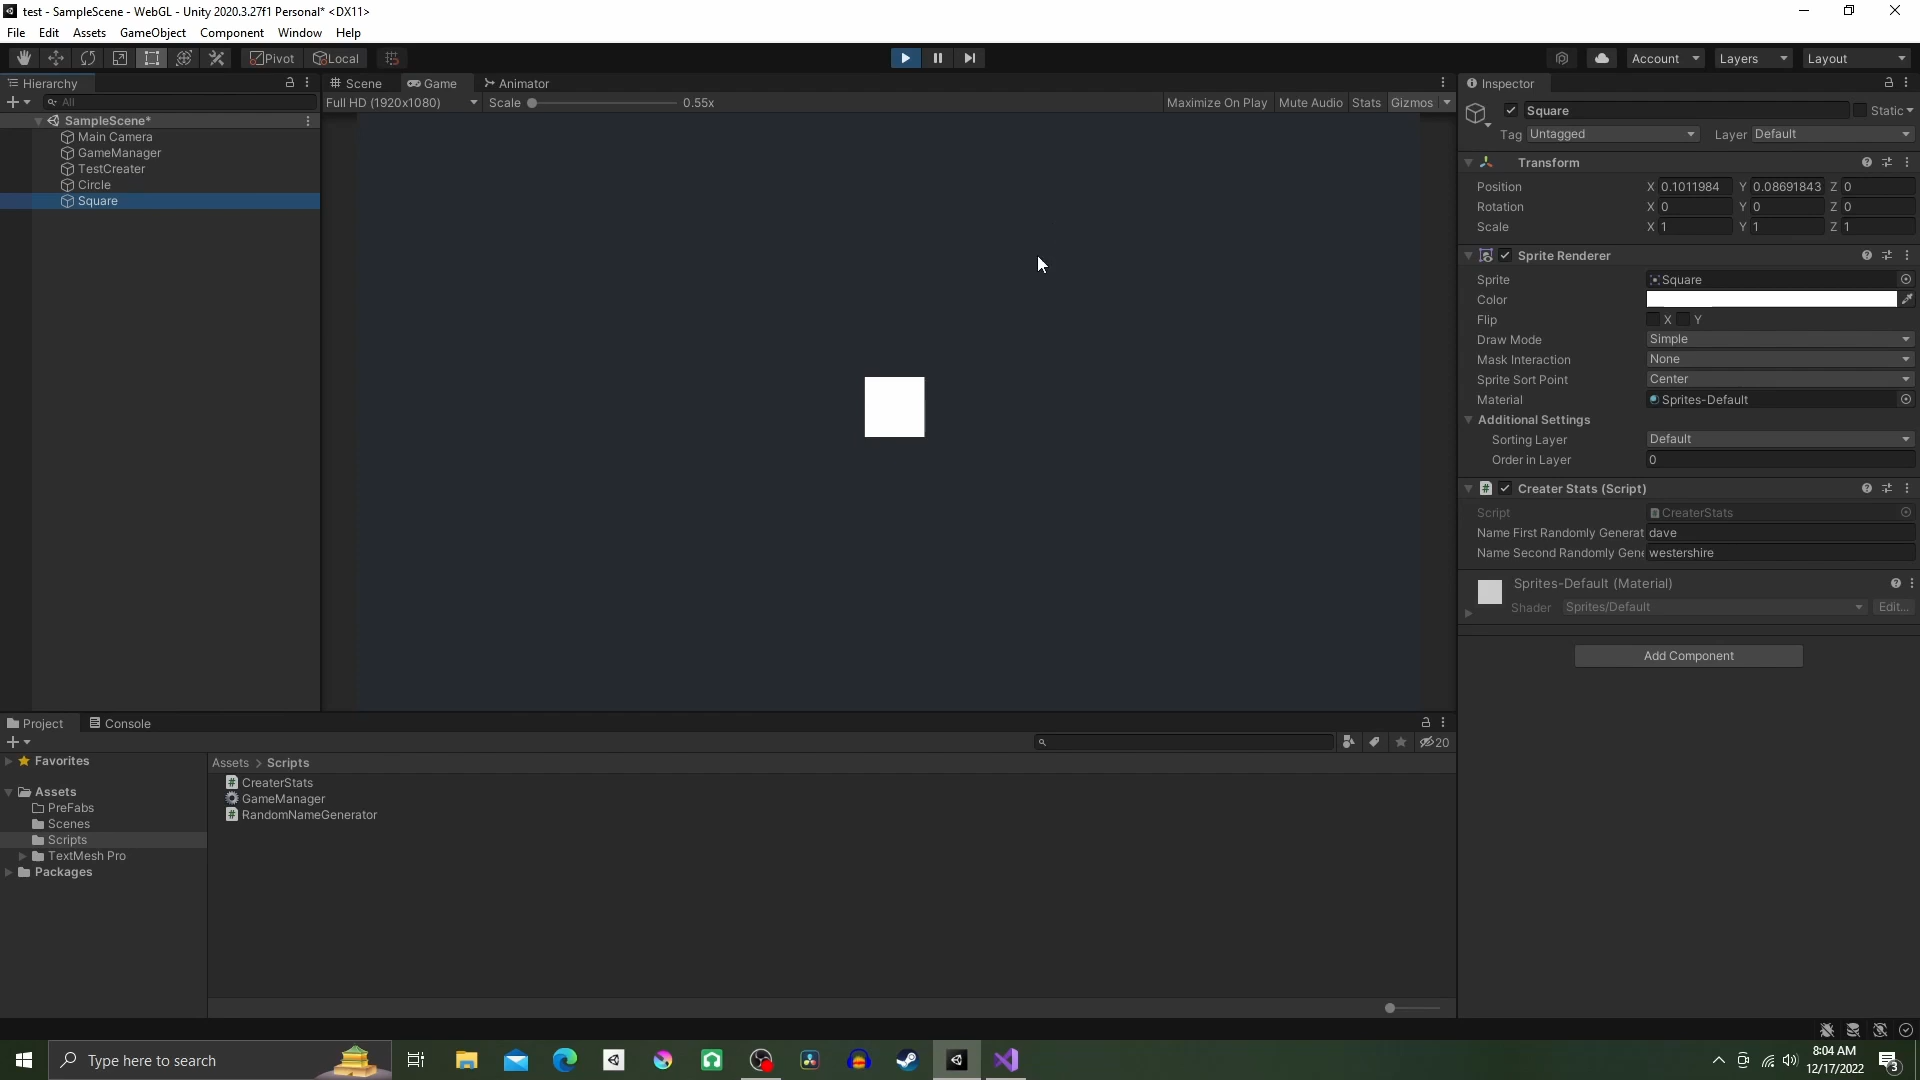 test - SampleScene - WebGL - Unity 2020.3.27f1 Personal* <DX11>
File Edit Assets GameObject Component Window Help
Pivot Local Account Layers Layout
Hierarchy
All
SampleScene*
Main Camera
GameManager
TestCreater
Circle
Square
Scene Game Animator
Full HD (1920x1080) Scale 0.55x Maximize On Play Mute Audio Stats Gizmos
Inspector
Square Static
Tag Untagged Layer Default
Transform
Position X 0.1011984 Y 0.08691843 Z 0
Rotation X 0 Y 0 Z 0
Scale X 1 Y 1 Z 1
Sprite Renderer
Sprite Square
Color
Flip X Y
Draw Mode Simple
Mask Interaction None
Sprite Sort Point Center
Material Sprites-Default
Additional Settings
Sorting Layer Default
Order in Layer 0
Creater Stats (Script)
Script CreaterStats
Name First Randomly Generat dave
Name Second Randomly Gene westershire
Sprites-Default (Material)
Shader Sprites/Default Edit...
Add Component
Project Console
20
Favorites
Assets
PreFabs
Scenes
Scripts
TextMesh Pro
Packages
Assets > Scripts
CreaterStats
GameManager
RandomNameGenerator
Type here to search
8:04 AM
12/17/2022
3